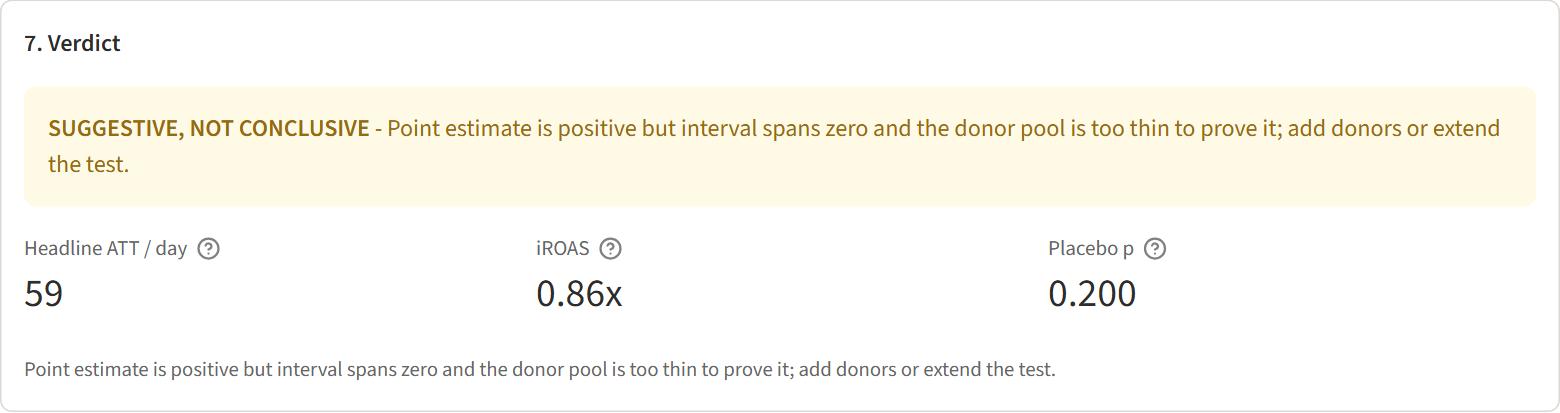 7. Verdict
SUGGESTIVE, NOT CONCLUSIVE - Point estimate is positive but interval spans zero and the donor pool is too thin to prove it; add donors or extend
the test.
Headline ATT / day ?
iROAS ?
Placebo p ?
59
0.86x
0.200
Point estimate is positive but interval spans zero and the donor pool is too thin to prove it; add donors or extend the test.